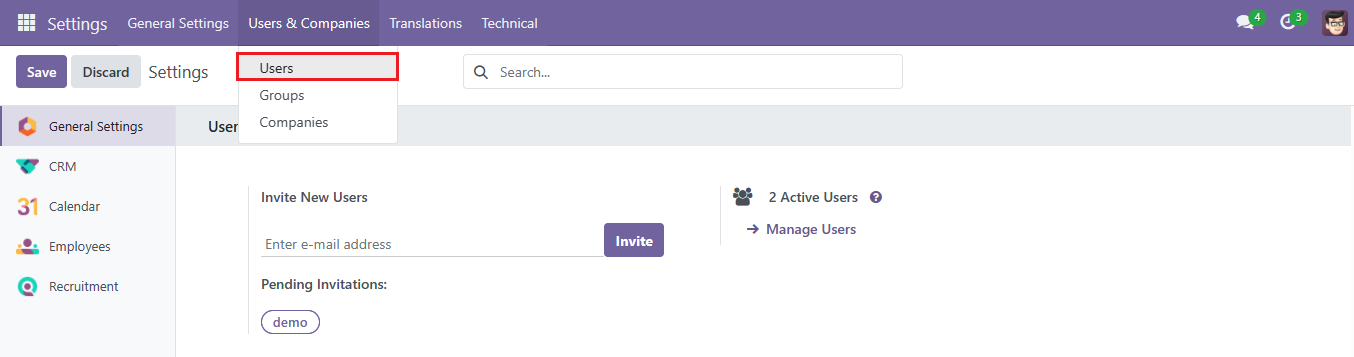 Settings General Settings Users & Companies Translations Technical 4 3
Save Discard Settings Search...
Users
Groups
Companies
General Settings User
CRM
Calendar
Employees
Recruitment
Invite New Users
Enter e-mail address Invite
Pending Invitations:
demo
2 Active Users ?
Manage Users